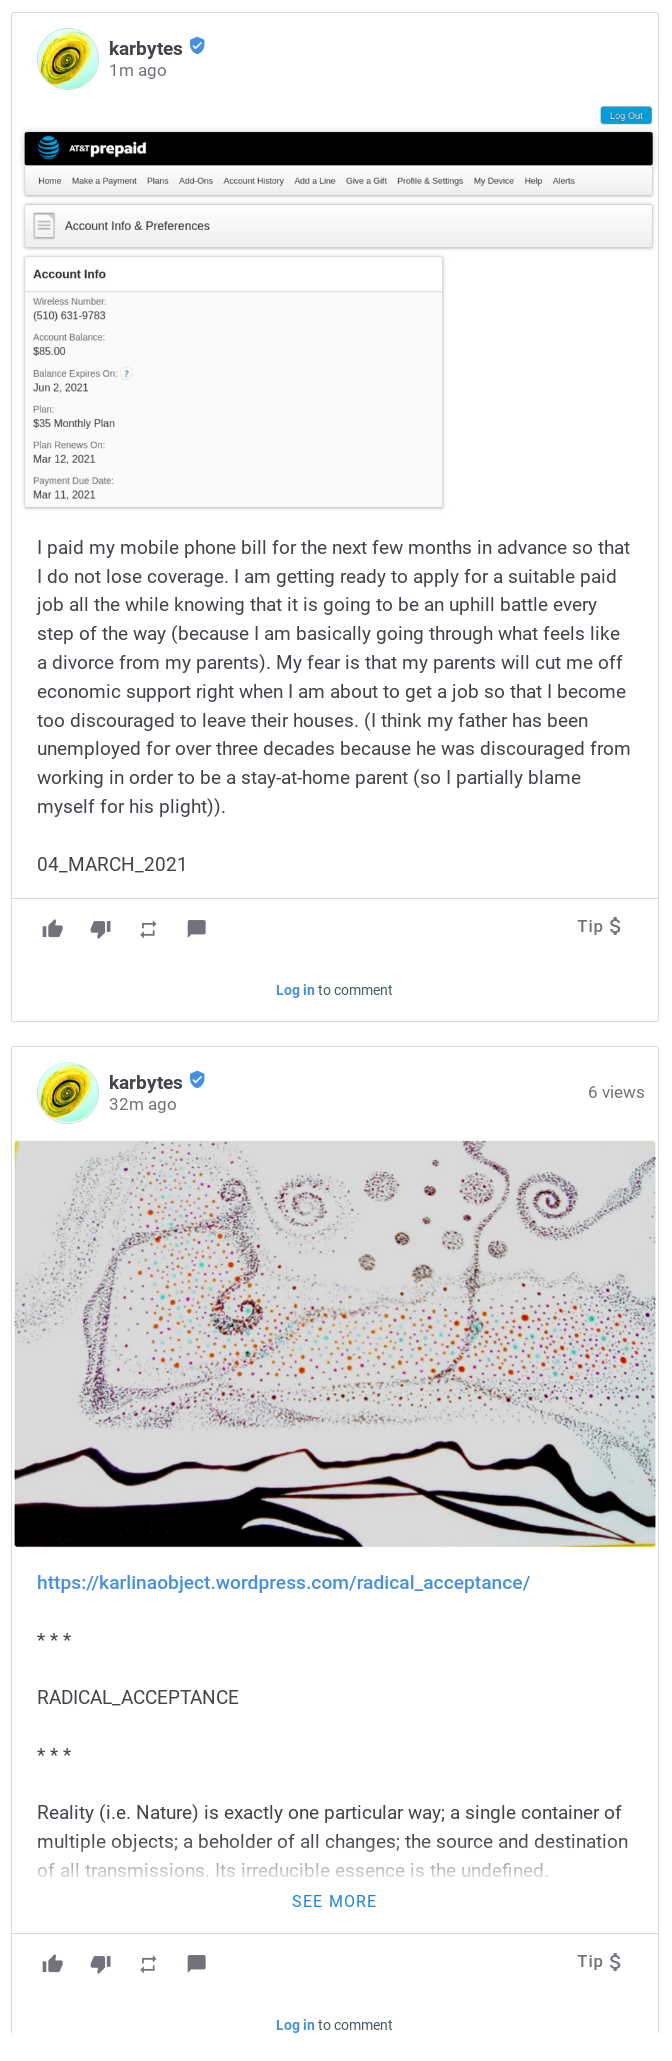 karbytes
1m ago
Log Out
AT&T prepaid
Home Make a Payment Plans Add-Ons Account History Add a Line Give a Gift Profile & Settings My Device Help Alerts
Account Info & Preferences
Account Info
Wireless Number:
(510) 631-9783
Account Balance:
$85.00
Balance Expires On: ?
Jun 2, 2021
Plan:
$35 Monthly Plan
Plan Renews On:
Mar 12, 2021
Payment Due Date:
Mar 11, 2021
I paid my mobile phone bill for the next few months in advance so that
I do not lose coverage. I am getting ready to apply for a suitable paid
job all the while knowing that it is going to be an uphill battle every
step of the way (because I am basically going through what feels like
a divorce from my parents). My fear is that my parents will cut me off
economic support right when I am about to get a job so that I become
too discouraged to leave their houses. (I think my father has been
unemployed for over three decades because he was discouraged from
working in order to be a stay-at-home parent (so I partially blame
myself for his plight)).
04_MARCH_2021
Tip $
Log in to comment
karbytes
32m ago
6 views
https://karlinaobject.wordpress.com/radical_acceptance/
* * *
RADICAL_ACCEPTANCE
* * *
Reality (i.e. Nature) is exactly one particular way; a single container of
multiple objects; a beholder of all changes; the source and destination
of all transmissions. Its irreducible essence is the undefined.
SEE MORE
Tip $
Log in to comment